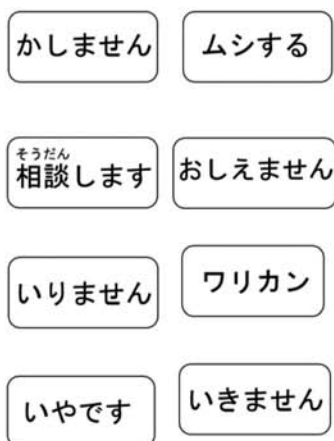 かしません
ムシする
そうだん
相談します
おしえません
いりません
ワリカン
いやです
いきません